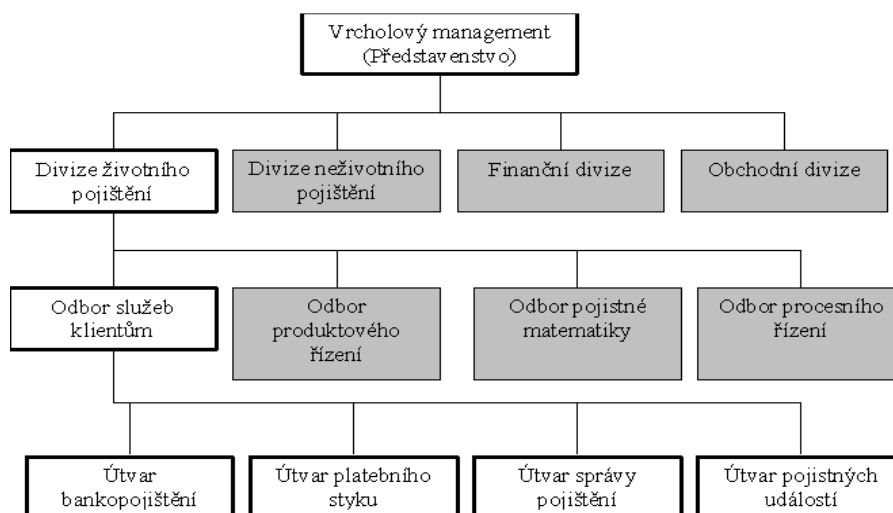 Vrcholový management
(Představenstvo)
Divize životního
pojištění
Divize neživotního
pojištění
Finanční divize
Obchodní divize
Odbor služeb
klientům
Odbor
produktového
řízení
Odbor pojistné
matematiky
Odbor procesního
řízení
Útvar
bankopojištění
Útvar platebního
styku
Útvar správy
pojištění
Útvar pojistných
událostí